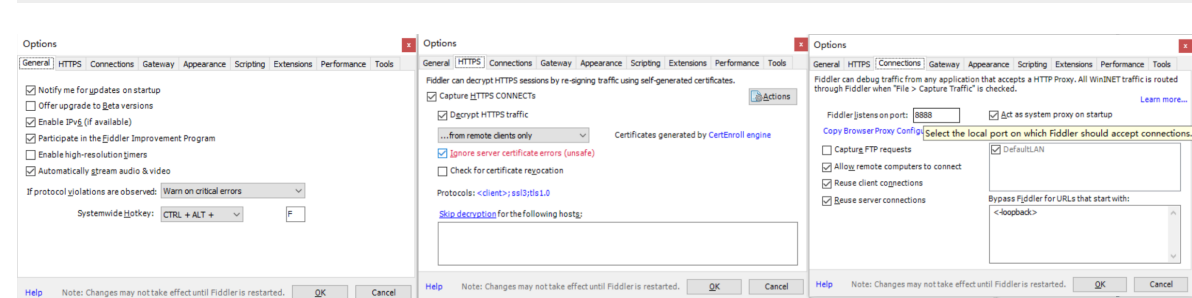 Options
x
General HTTPS Connections Gateway Appearance Scripting Extensions Performance Tools
Notify me for updates on startup
Offer upgrade to Beta versions
Enable IPv6 (if available)
Participate in the Fiddler Improvement Program
Enable high-resolution timers
Automatically stream audio & video
If protocol violations are observed: Warn on critical errors
Systemwide Hotkey: CTRL + ALT + F
Help Note: Changes may not take effect until Fiddler is restarted. OK Cancel
Options
x
General HTTPS Connections Gateway Appearance Scripting Extensions Performance Tools
Fiddler can decrypt HTTPS sessions by re-signing traffic using self-generated certificates.
Capture HTTPS CONNECTs Actions
Decrypt HTTPS traffic
...from remote clients only Certificates generated by CertEnroll engine
Ignore server certificate errors (unsafe)
Check for certificate revocation
Protocols: <client>;ssl3;tls1.0
Skip decryption for the following hosts:
Help Note: Changes may not take effect until Fiddler is restarted. OK Cancel
Options
x
General HTTPS Connections Gateway Appearance Scripting Extensions Performance Tools
Fiddler can debug traffic from any application that accepts a HTTP Proxy. All WinINET traffic is routed
through Fiddler when "File > Capture Traffic" is checked.
Learn more...
Fiddler listens on port: 8888 Act as system proxy on startup
Copy Browser Proxy Configu Select the local port on which Fiddler should accept connections.
Capture FTP requests DefaultLAN
Allow remote computers to connect
Reuse client connections
Reuse server connections Bypass Fiddler for URLs that start with:
<-loopback>
Help Note: Changes may not take effect until Fiddler is restarted. OK Cancel